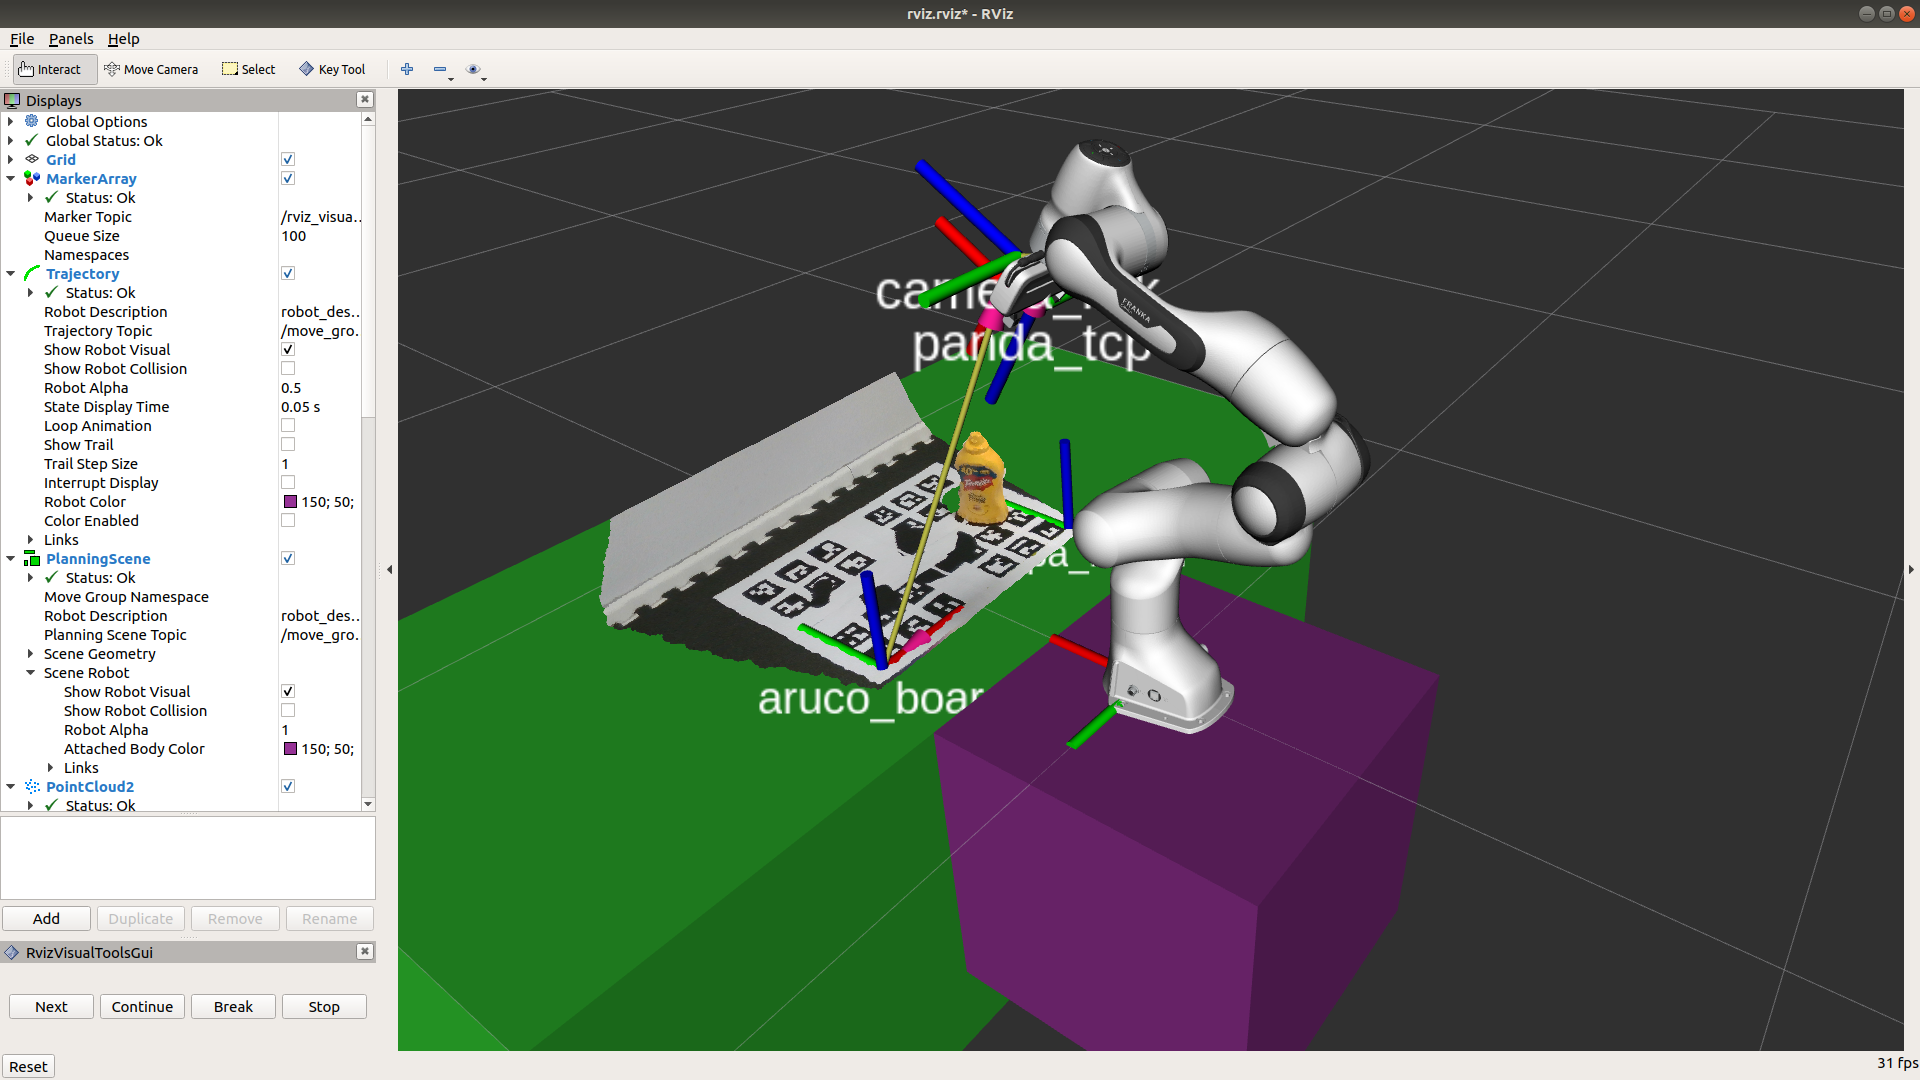 rviz.rviz* - RViz
File Panels Help
Interact Move Camera Select Key Tool
Displays
Global Options
Global Status: Ok
Grid
MarkerArray
Status: Ok
Marker Topic /rviz_visua..
Queue Size 100
Namespaces
Trajectory
Status: Ok
Robot Description robot_des..
Trajectory Topic /move_gro..
Show Robot Visual
Show Robot Collision
Robot Alpha 0.5
State Display Time 0.05 s
Loop Animation
Show Trail
Trail Step Size 1
Interrupt Display
Robot Color 150; 50;
Color Enabled
Links
PlanningScene
Status: Ok
Move Group Namespace
Robot Description robot_des..
Planning Scene Topic /move_gro..
Scene Geometry
Scene Robot
Show Robot Visual
Show Robot Collision
Robot Alpha 1
Attached Body Color 150; 50;
Links
PointCloud2
Status: Ok
Add Duplicate Remove Rename
RvizVisualToolsGui
Next Continue Break Stop
Reset
FRANKA
panda_tcp
aruco_boar
31 fps